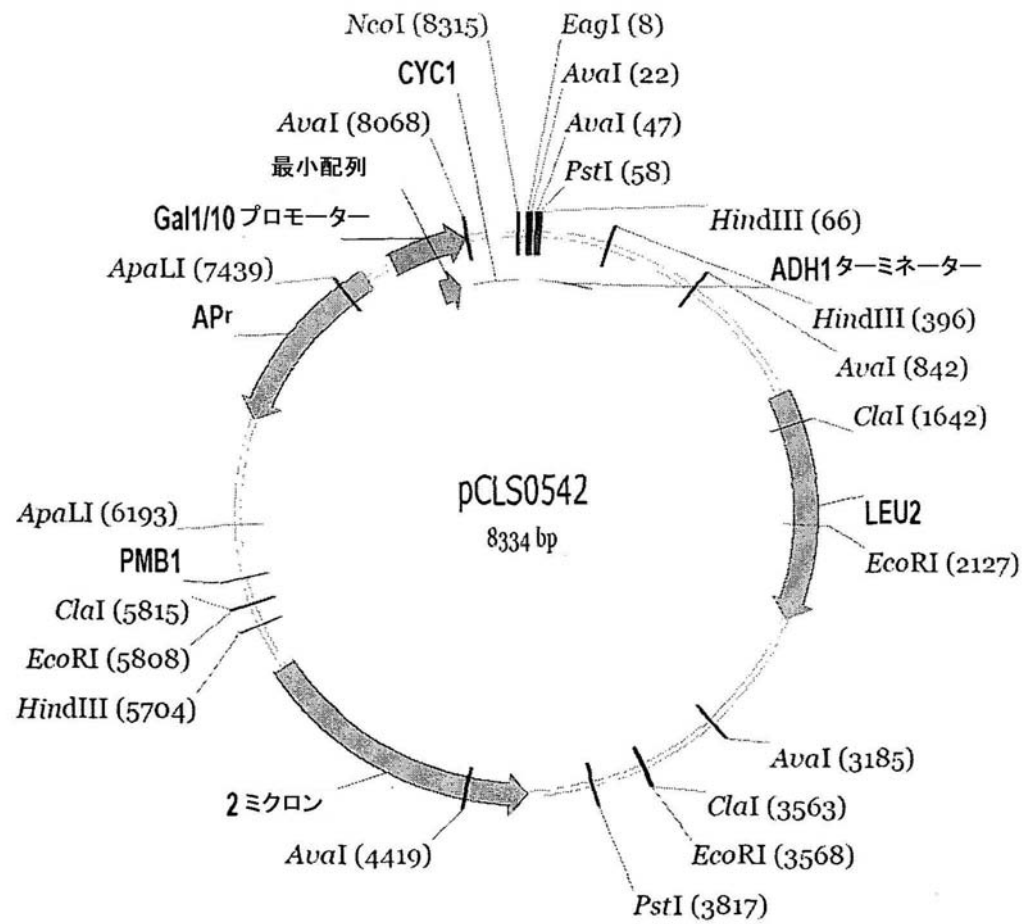 NcoI (8315)
EagI (8)
CYC1
AvaI (22)
AvaI (8068)
AvaI (47)
最小配列
PstI (58)
Gal1/10 プロモーター
HindIII (66)
ApaLI (7439)
ADH1 ターミネーター
APr
HindIII (396)
AvaI (842)
ClaI (1642)
pCLS0542
8334 bp
LEU2
ApaLI (6193)
EcoRI (2127)
PMB1
ClaI (5815)
EcoRI (5808)
HindIII (5704)
AvaI (3185)
2 ミクロン
ClaI (3563)
AvaI (4419)
EcoRI (3568)
PstI (3817)